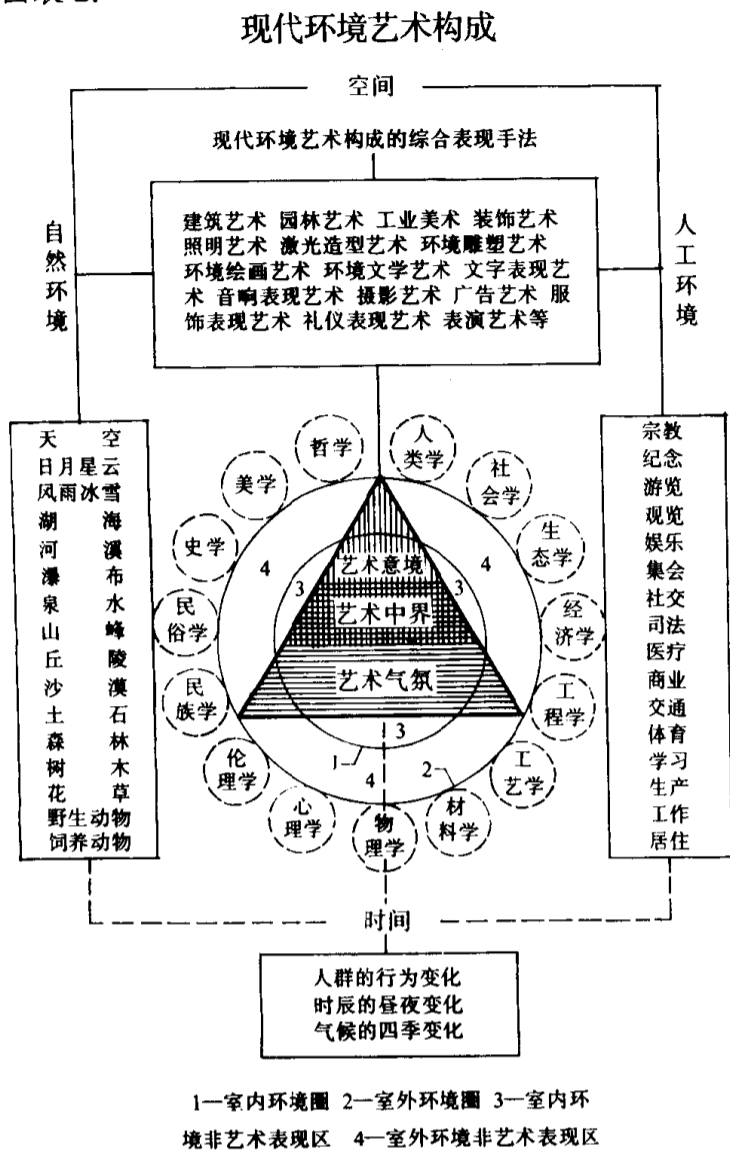 现代环境艺术构成
空间
现代环境艺术构成的综合表现手法
自然环境
人工环境
建筑艺术 园林艺术 工业美术 装饰艺术
照明艺术 激光造型艺术 环境雕塑艺术
环境绘画艺术 环境文学艺术 文字表现艺
术 音响表现艺术 摄影艺术 广告艺术 服
饰表现艺术 礼仪表现艺术 表演艺术等
天 空
日月星云
风雨冰雪
湖 海
河 溪
瀑 布
泉 水
山 峰
丘 陵
沙 漠
土 石
森 林
树 木
花 草
野生动物
饲养动物
哲学
人
类学
美学
社
会学
史学
生
态学
民
俗学
经
济学
民
族学
工
程学
伦
理学
工
艺学
心
理学
物
理学
材
料学
4
4
3
3
艺术意境
艺术中界
艺术气氛
3
1
4
2
宗教
纪念
游览
观览
娱乐
集会
社交
司法
医疗
商业
交通
体育
学习
生产
工作
居住
时间
人群的行为变化
时辰的昼夜变化
气候的四季变化
1—室内环境圈 2—室外环境圈 3—室内环
境非艺术表现区 4—室外环境非艺术表现区